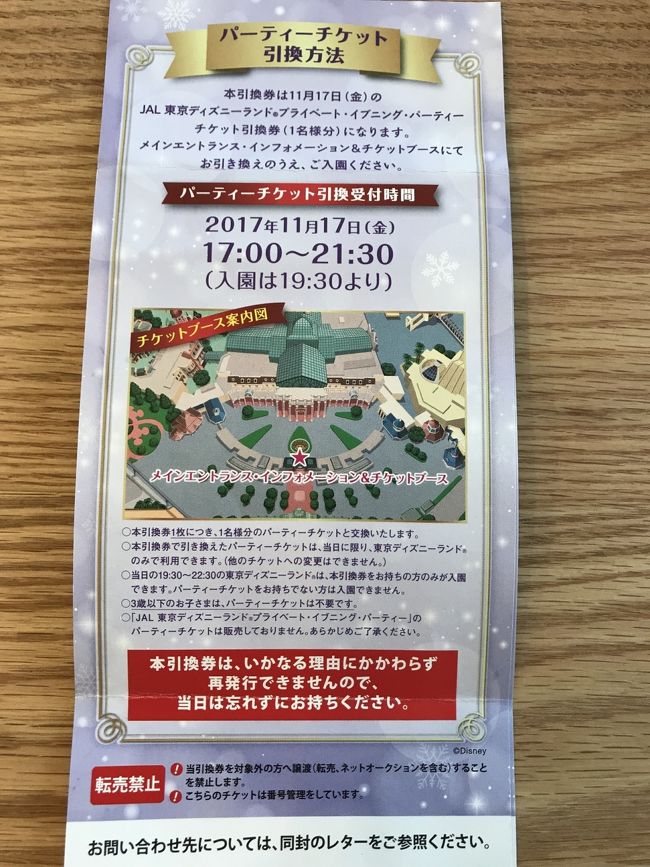 パーティーチケット
引換方法
本引換券は11月17日(金)の
JAL 東京ディズニーランド®プライベート・イブニング・パーティー
チケット引換券(1名様分)になります。
メインエントランス・インフォメーション&チケットブースにて
お引き換えのうえ、ご入園ください。
パーティーチケット引換受付時間
2017年11月17日(金)
17:00〜21:30
(入園は19:30より)
チケットブース案内図
メインエントランス・インフォメーション&チケットブース
○本引換券1枚につき、1名様分のパーティーチケットと交換いたします。
○本引換券で引き換えたパーティーチケットは、当日に限り、東京ディズニーランド®
のみで利用できます。(他のチケットへの変更はできません。)
○当日の19:30〜22:30の東京ディズニーランド®は、本引換券をお持ちの方のみが入園
できます。パーティーチケットをお持ちでない方は入園できません。
○3歳以下のお子さまは、パーティーチケットは不要です。
○「JAL 東京ディズニーランド®プライベート・イブニング・パーティー」の
パーティーチケットは販売しておりません。あらかじめご了承ください。
本引換券は、いかなる理由にかかわらず
再発行できませんので、
当日は忘れずにお持ちください。
©Disney
転売禁止
! 当引換券を対象外の方へ譲渡(転売、ネットオークションを含む)すること
を禁止します。
! こちらのチケットは番号管理をしています。
お問い合わせ先については、同封のレターをご参照ください。